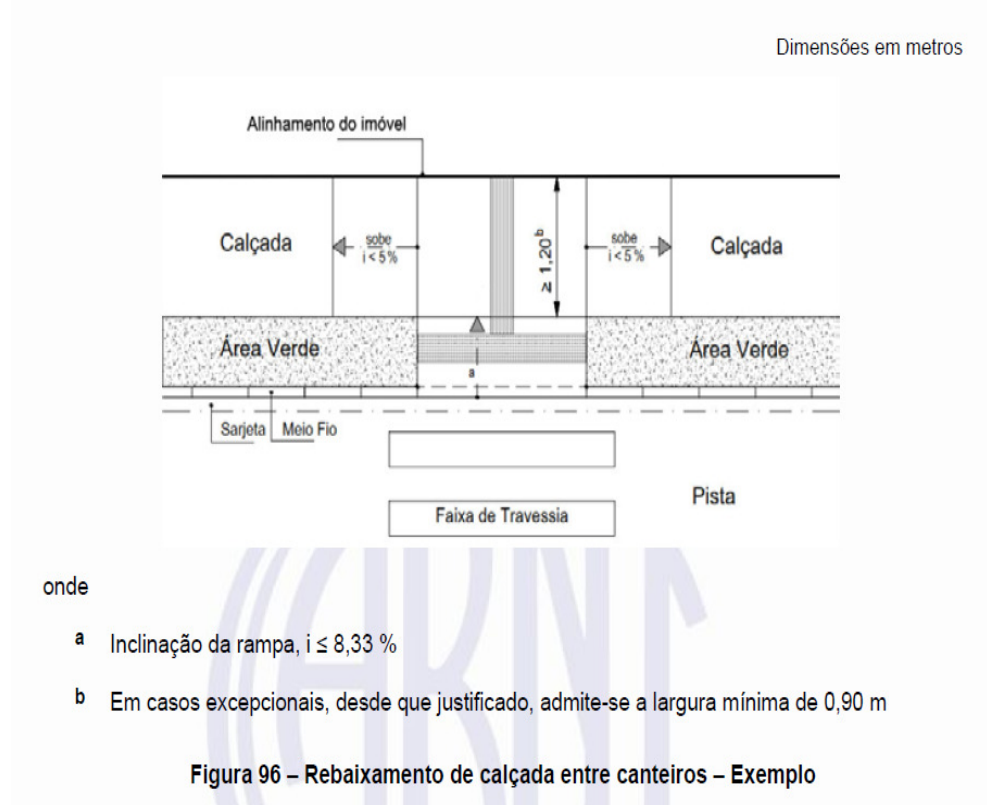 Dimensões em metros
Alinhamento do imóvel
Calçada
sobe
i < 5%
≥ 1,20 b
sobe
i < 5%
Calçada
Área Verde
a
Área Verde
Sarjeta
Meio Fio
Pista
Faixa de Travessia
onde
a Inclinação da rampa, i ≤ 8,33 %
b Em casos excepcionais, desde que justificado, admite-se a largura mínima de 0,90 m
Figura 96 – Rebaixamento de calçada entre canteiros – Exemplo
ABNT